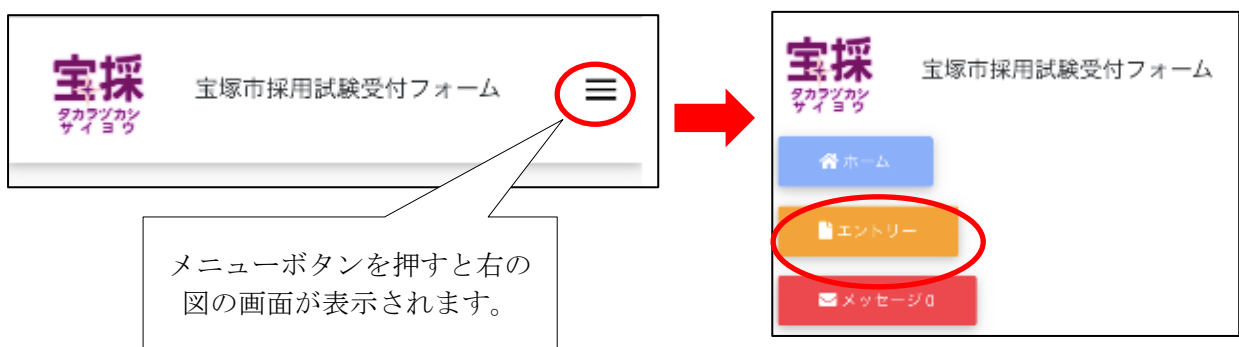 宝採
タカラヅカシ
サイヨウ
宝塚市採用試験受付フォーム
メニューボタンを押すと右の
図の画面が表示されます。
宝採
タカラヅカシ
サイヨウ
宝塚市採用試験受付フォーム
ホーム
エントリー
メッセージ 0